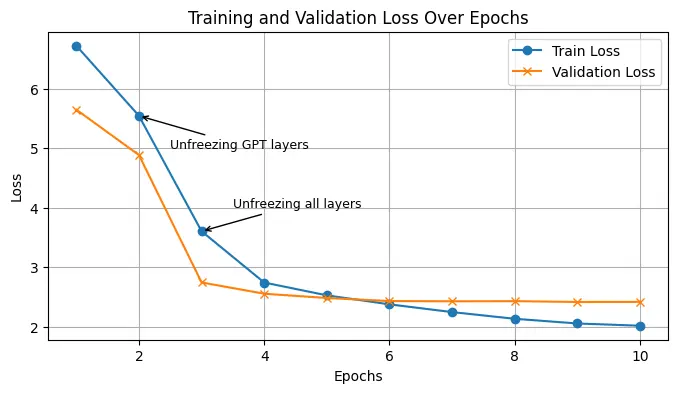 Training and Validation Loss Over Epochs
Train Loss
Validation Loss
Unfreezing GPT layers
Unfreezing all layers
Loss
6
5
4
3
2
2
4
6
8
10
Epochs